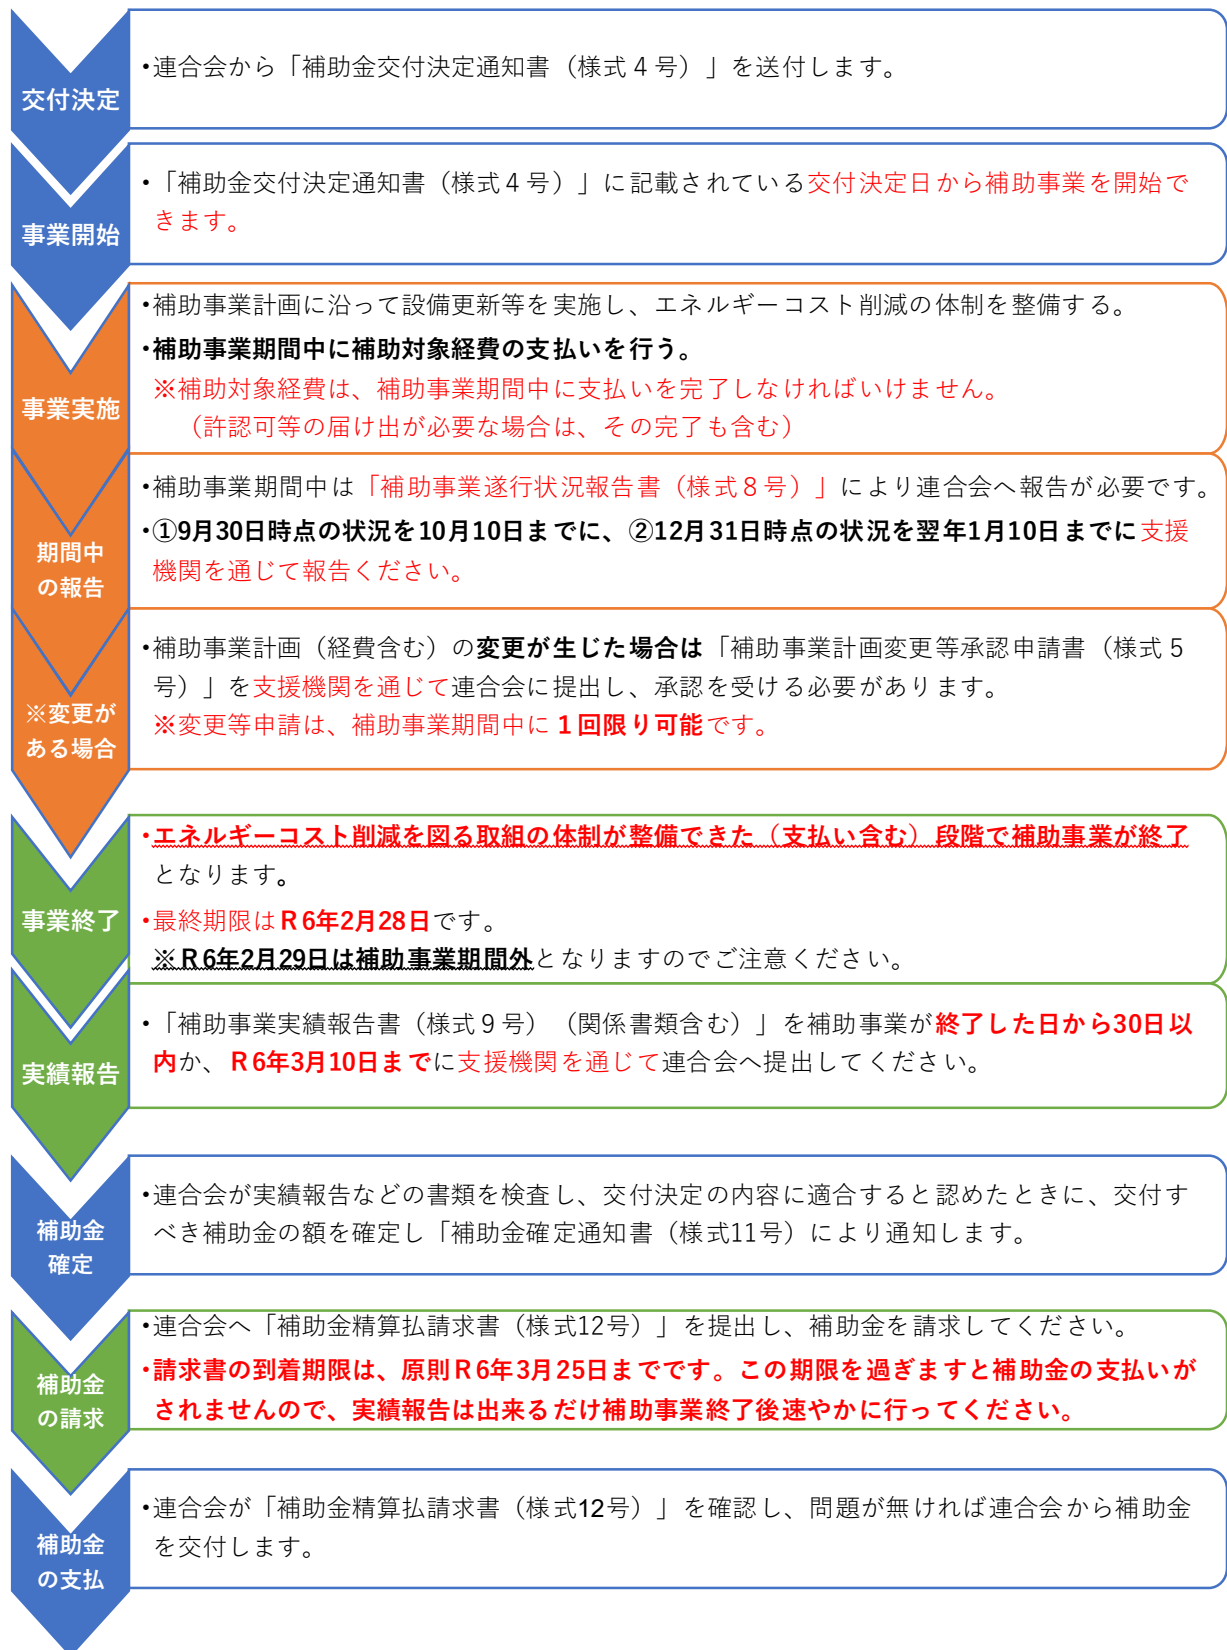 交付決定
・連合会から「補助金交付決定通知書（様式４号）」を送付します。
事業開始
・「補助金交付決定通知書（様式４号）」に記載されている交付決定日から補助事業を開始で
きます。
事業実施
・補助事業計画に沿って設備更新等を実施し、エネルギーコスト削減の体制を整備する。
・補助事業期間中に補助対象経費の支払いを行う。
※補助対象経費は、補助事業期間中に支払いを完了しなければいけません。
（許認可等の届け出が必要な場合は、その完了も含む）
期間中
の報告
・補助事業期間中は「補助事業遂行状況報告書（様式８号）」により連合会へ報告が必要です。
・①9月30日時点の状況を10月10日までに、②12月31日時点の状況を翌年1月10日までに支援
機関を通じて報告ください。
※変更が
ある場合
・補助事業計画（経費含む）の変更が生じた場合は「補助事業計画変更等承認申請書（様式５
号）」を支援機関を通じて連合会に提出し、承認を受ける必要があります。
※変更等申請は、補助事業期間中に１回限り可能です。
事業終了
・エネルギーコスト削減を図る取組の体制が整備できた（支払い含む）段階で補助事業が終了
となります。
・最終期限はＲ6年2月28日です。
※Ｒ6年2月29日は補助事業期間外となりますのでご注意ください。
実績報告
・「補助事業実績報告書（様式９号）（関係書類含む）」を補助事業が終了した日から30日以
内か、Ｒ6年3月10日までに支援機関を通じて連合会へ提出してください。
補助金
確定
・連合会が実績報告などの書類を検査し、交付決定の内容に適合すると認めたときに、交付す
べき補助金の額を確定し「補助金確定通知書（様式11号）により通知します。
補助金
の請求
・連合会へ「補助金精算払請求書（様式12号）」を提出し、補助金を請求してください。
・請求書の到着期限は、原則Ｒ6年3月25日までです。この期限を過ぎますと補助金の支払いが
されませんので、実績報告は出来るだけ補助事業終了後速やかに行ってください。
補助金
の支払
・連合会が「補助金精算払請求書（様式12号）」を確認し、問題が無ければ連合会から補助金
を交付します。